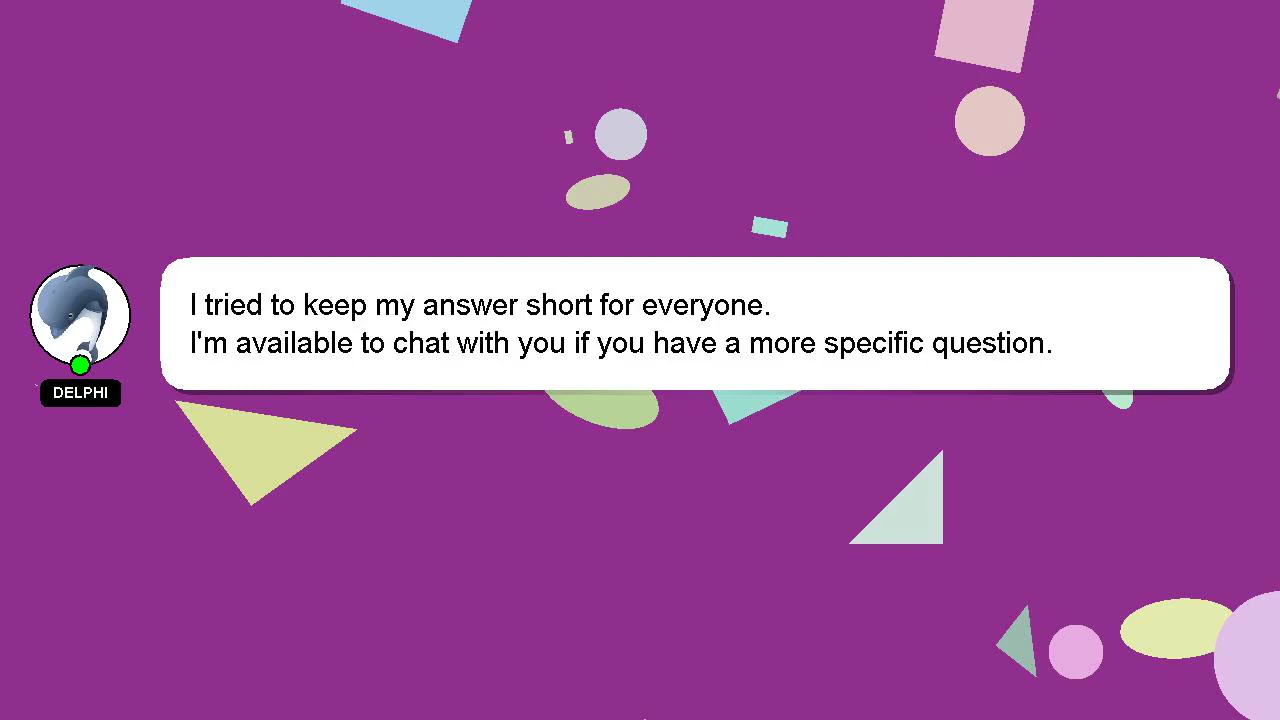 I tried to keep my answer short for everyone.
I'm available to chat with you if you have a more specific question.
DELPHI